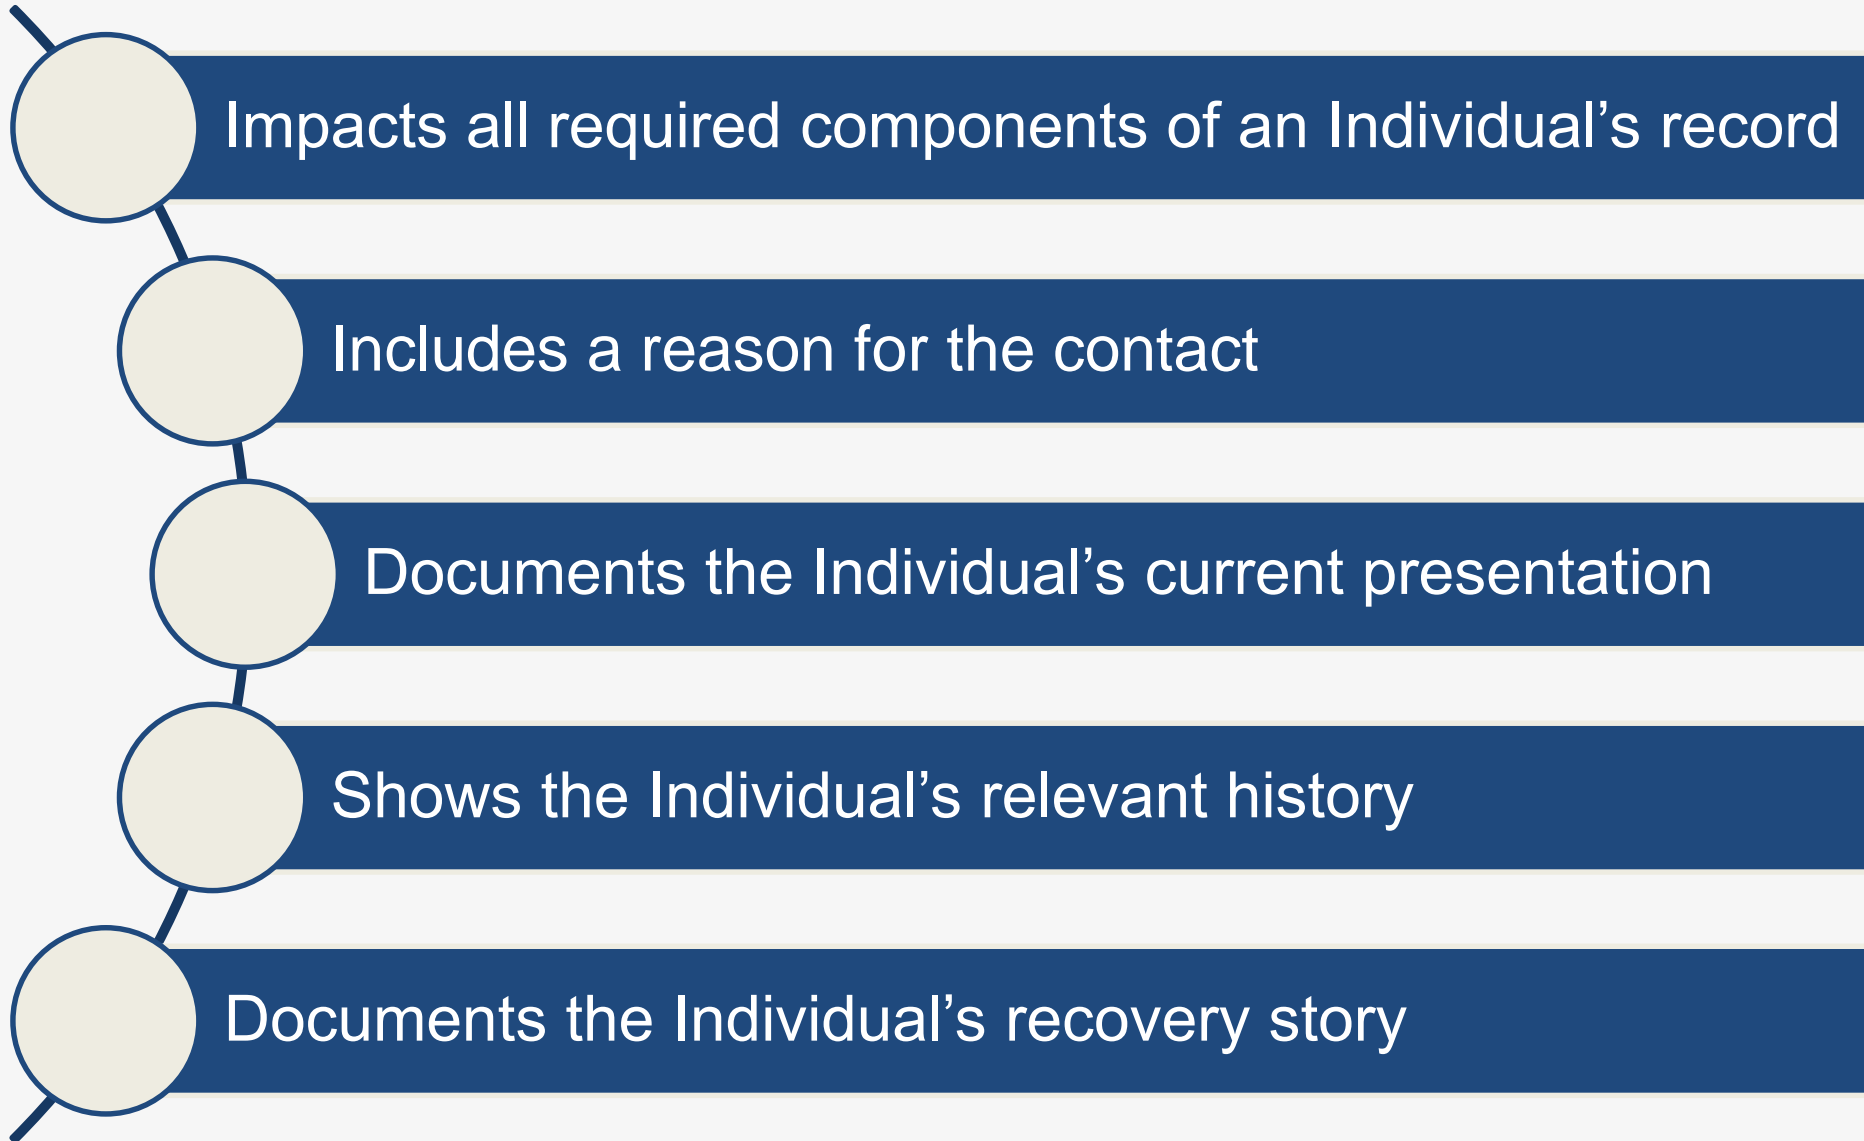 Impacts all required components of an Individual’s record
Includes a reason for the contact
Documents the Individual’s current presentation
Shows the Individual’s relevant history
Documents the Individual’s recovery story